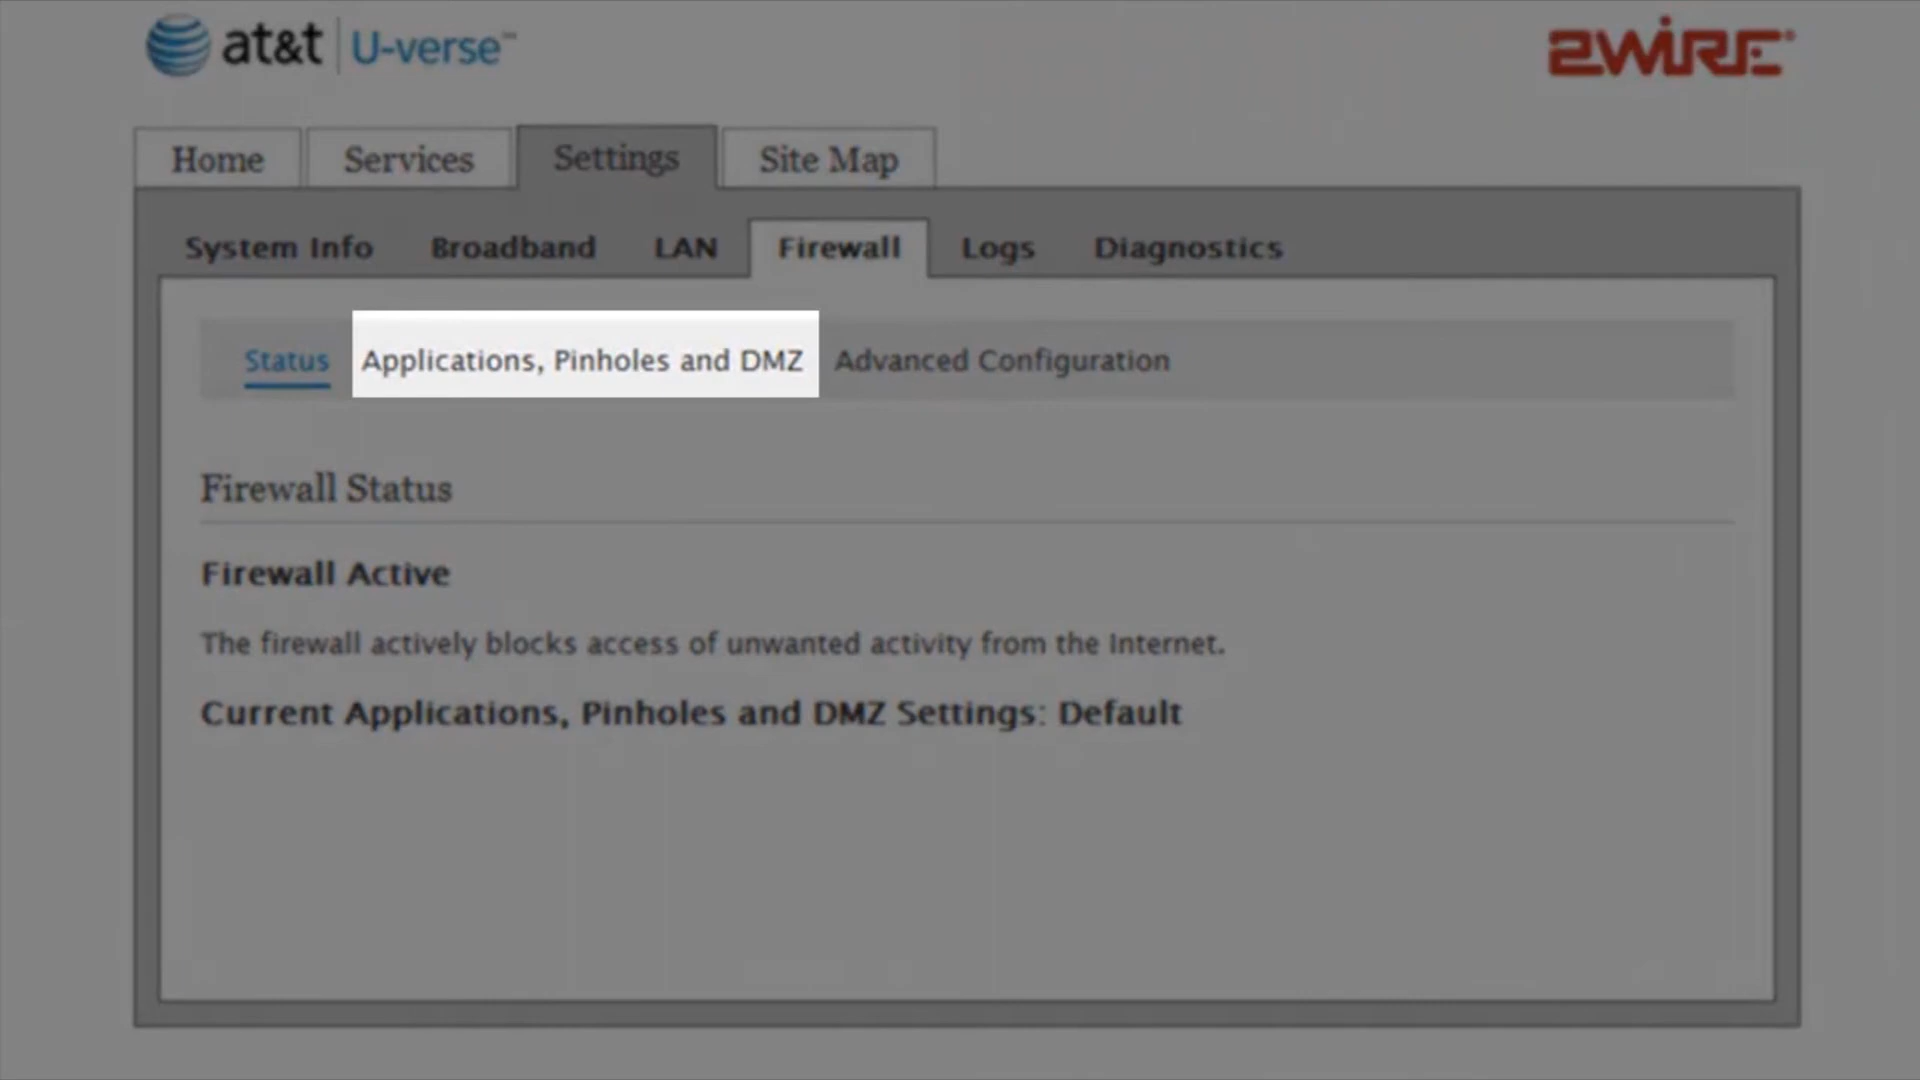 at&t U-verse™ 2WIRE®
Home Services Settings Site Map
System Info Broadband LAN Firewall Logs Diagnostics
Status Applications, Pinholes and DMZ Advanced Configuration
Firewall Status
Firewall Active
The firewall actively blocks access of unwanted activity from the Internet.
Current Applications, Pinholes and DMZ Settings: Default